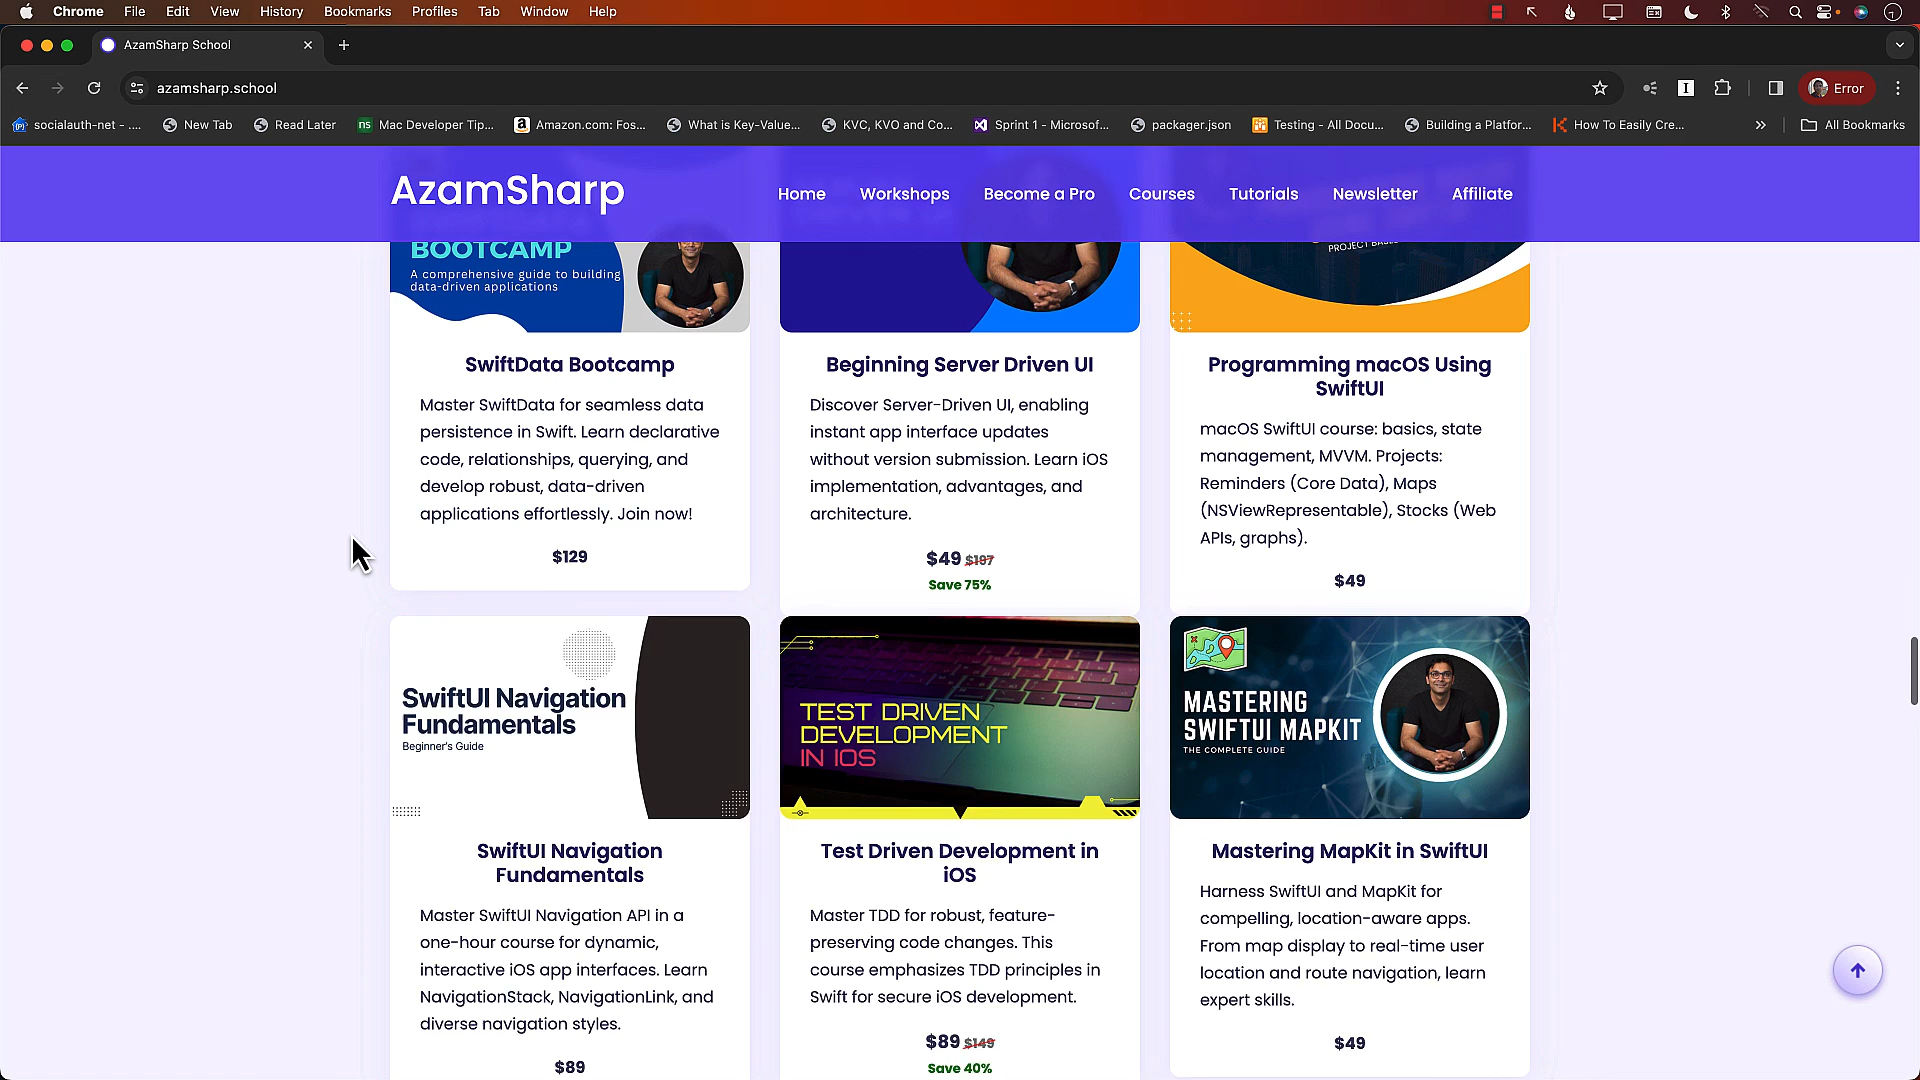 Chrome File Edit View History Bookmarks Profiles Tab Window Help
AzamSharp School
azamsharp.school
Error
socialauth-net - .... New Tab Read Later Mac Developer Tip... Amazon.com: Fos... What is Key-Value... KVC, KVO and Co... Sprint 1 - Microsof... packager.json Testing - All Docu... Building a Platfor... How To Easily Cre... » All Bookmarks
AzamSharp
Home Workshops Become a Pro Courses Tutorials Newsletter Affiliate
BOOTCAMP
A comprehensive guide to building
data-driven applications
SwiftData Bootcamp
Master SwiftData for seamless data
persistence in Swift. Learn declarative
code, relationships, querying, and
develop robust, data-driven
applications effortlessly. Join now!
$129
Beginning Server Driven UI
Discover Server-Driven UI, enabling
instant app interface updates
without version submission. Learn iOS
implementation, advantages, and
architecture.
$49 $197
Save 75%
PROJECT
Programming macOS Using
SwiftUI
macOS SwiftUI course: basics, state
management, MVVM. Projects:
Reminders (Core Data), Maps
(NSViewRepresentable), Stocks (Web
APIs, graphs).
$49
SwiftUI Navigation
Fundamentals
Beginner's Guide
SwiftUI Navigation
Fundamentals
Master SwiftUI Navigation API in a
one-hour course for dynamic,
interactive iOS app interfaces. Learn
NavigationStack, NavigationLink, and
diverse navigation styles.
$89
TEST DRIVEN
DEVELOPMENT
IN IOS
Test Driven Development in
iOS
Master TDD for robust, feature-
preserving code changes. This
course emphasizes TDD principles in
Swift for secure iOS development.
$89 $149
Save 40%
MASTERING
SWIFTUI MAPKIT
THE COMPLETE GUIDE
Mastering MapKit in SwiftUI
Harness SwiftUI and MapKit for
compelling, location-aware apps.
From map display to real-time user
location and route navigation, learn
expert skills.
$49